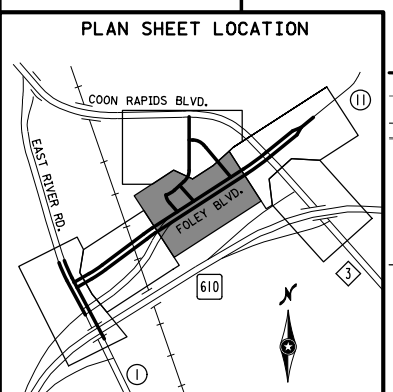 PLAN SHEET LOCATION
COON RAPIDS BLVD.
11
EAST RIVER RD.
FOLEY BLVD.
610
N
3
1